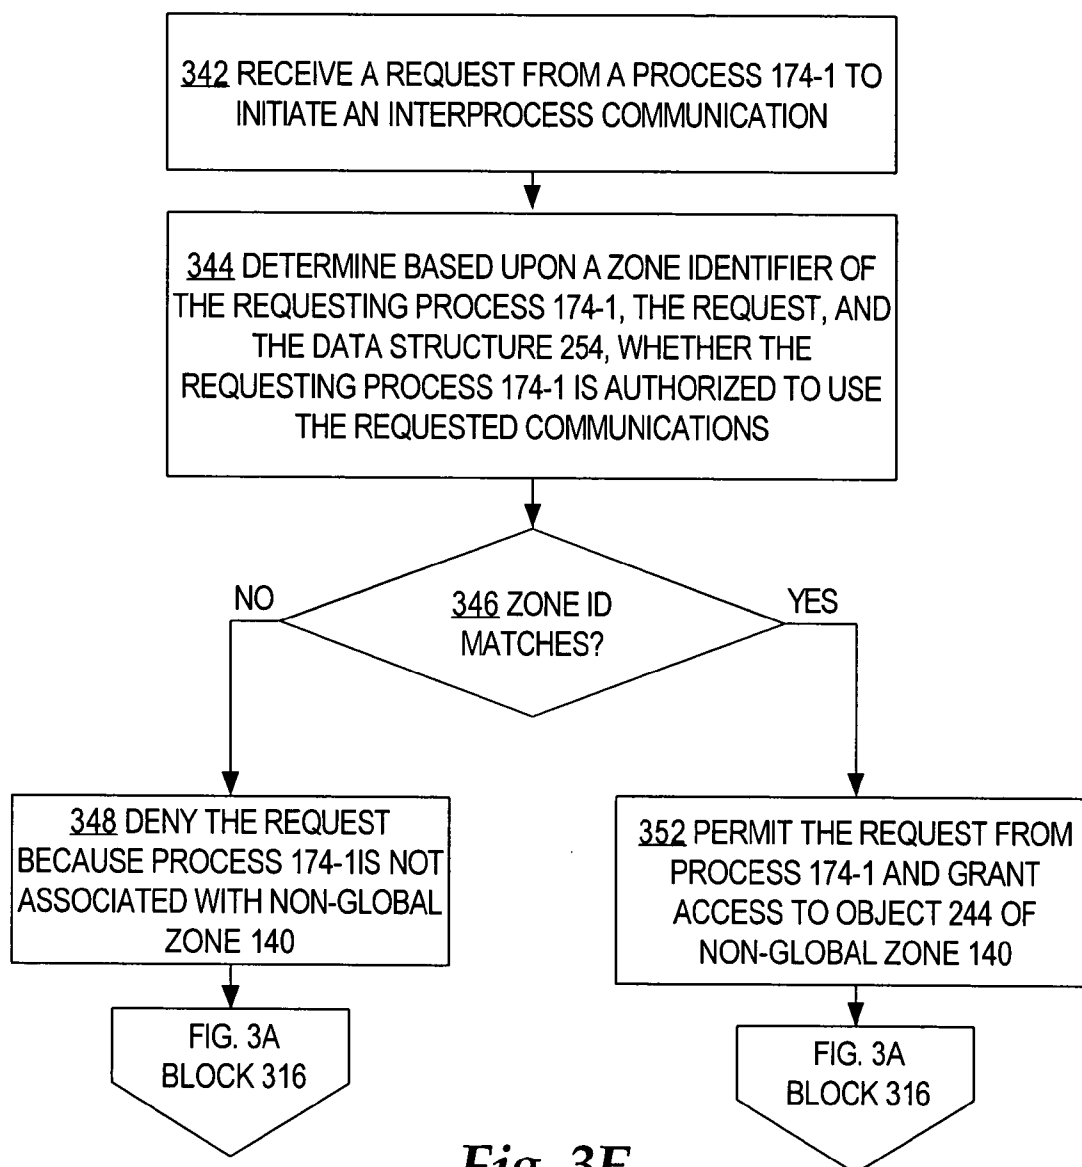 342 RECEIVE A REQUEST FROM A PROCESS 174-1 TO
INITIATE AN INTERPROCESS COMMUNICATION
344 DETERMINE BASED UPON A ZONE IDENTIFIER OF
THE REQUESTING PROCESS 174-1, THE REQUEST, AND
THE DATA STRUCTURE 254, WHETHER THE
REQUESTING PROCESS 174-1 IS AUTHORIZED TO USE
THE REQUESTED COMMUNICATIONS
346 ZONE ID
MATCHES?
NO
YES
348 DENY THE REQUEST
BECAUSE PROCESS 174-1IS NOT
ASSOCIATED WITH NON-GLOBAL
ZONE 140
352 PERMIT THE REQUEST FROM
PROCESS 174-1 AND GRANT
ACCESS TO OBJECT 244 OF
NON-GLOBAL ZONE 140
FIG. 3A
BLOCK 316
FIG. 3A
BLOCK 316
Fig.